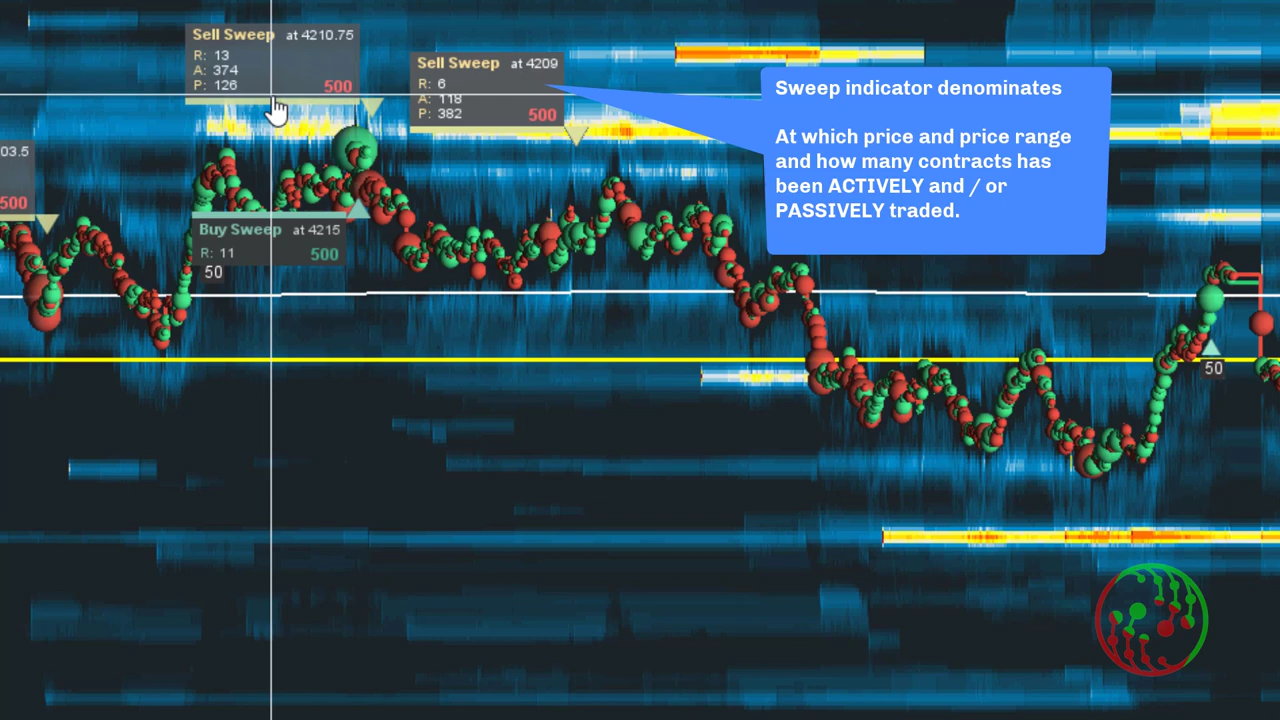 Sell Sweep at 4210.75
R: 13
A: 374
P: 126 500
Sell Sweep at 4209
R: 6
A: 118
P: 382 500
Sweep indicator denominates
At which price and price range
and how many contracts has
been ACTIVELY and / or
PASSIVELY traded.
03.5
500
Buy Sweep at 4215
R: 11 500
50
50